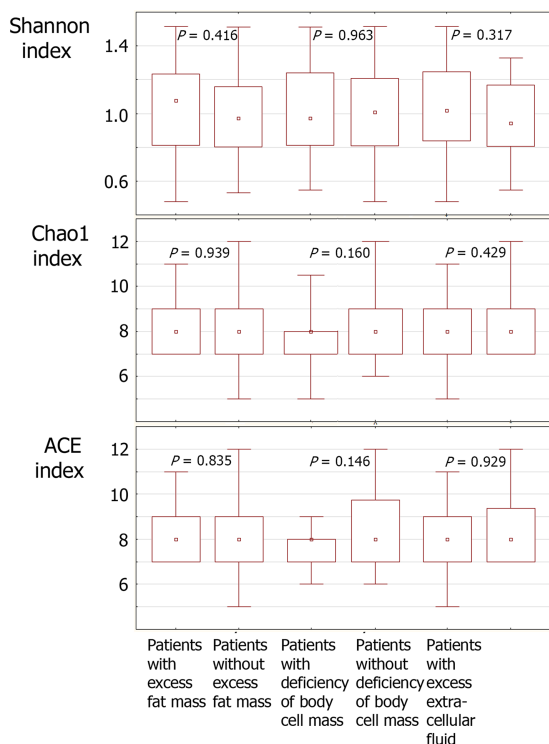 Shannon
index
1.4
1.0
0.6
P = 0.416
P = 0.963
P = 0.317
Chao1
index
12
10
8
6
P = 0.939
P = 0.160
P = 0.429
ACE
index
12
10
8
6
P = 0.835
P = 0.146
P = 0.929
Patients
with
excess
fat mass
Patients
without
excess
fat mass
Patients
with
deficiency
of body
cell mass
Patients
without
deficiency
of body
cell mass
Patients
with
excess
extra-
cellular
fluid